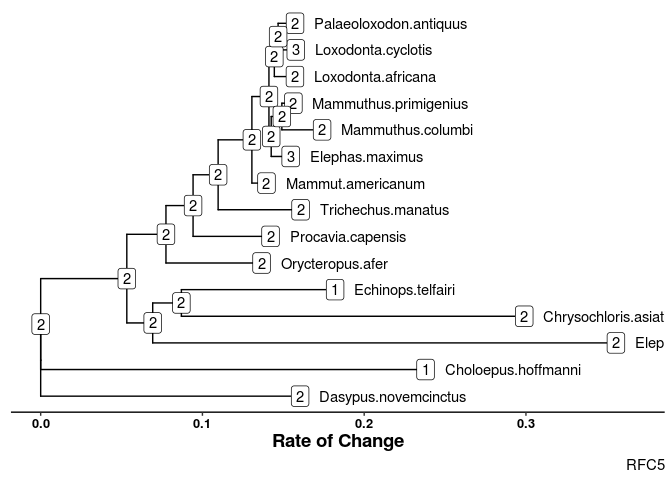 2 Palaeoloxodon.antiquus
2
3 Loxodonta.cyclotis
2
2 Loxodonta.africana
2
2 Mammuthus.primigenius
2
2 Mammuthus.columbi
2 2
3 Elephas.maximus
2 2 Mammut.americanum
2 2 Trichechus.manatus
2 2 Procavia.capensis
2 2 Orycteropus.afer
2
1 Echinops.telfairi
2
2 Chrysochloris.asiat
2 2
2 Elep
1 Choloepus.hoffmanni
2 Dasypus.novemcinctus
0.0 0.1 0.2 0.3
Rate of Change
RFC5